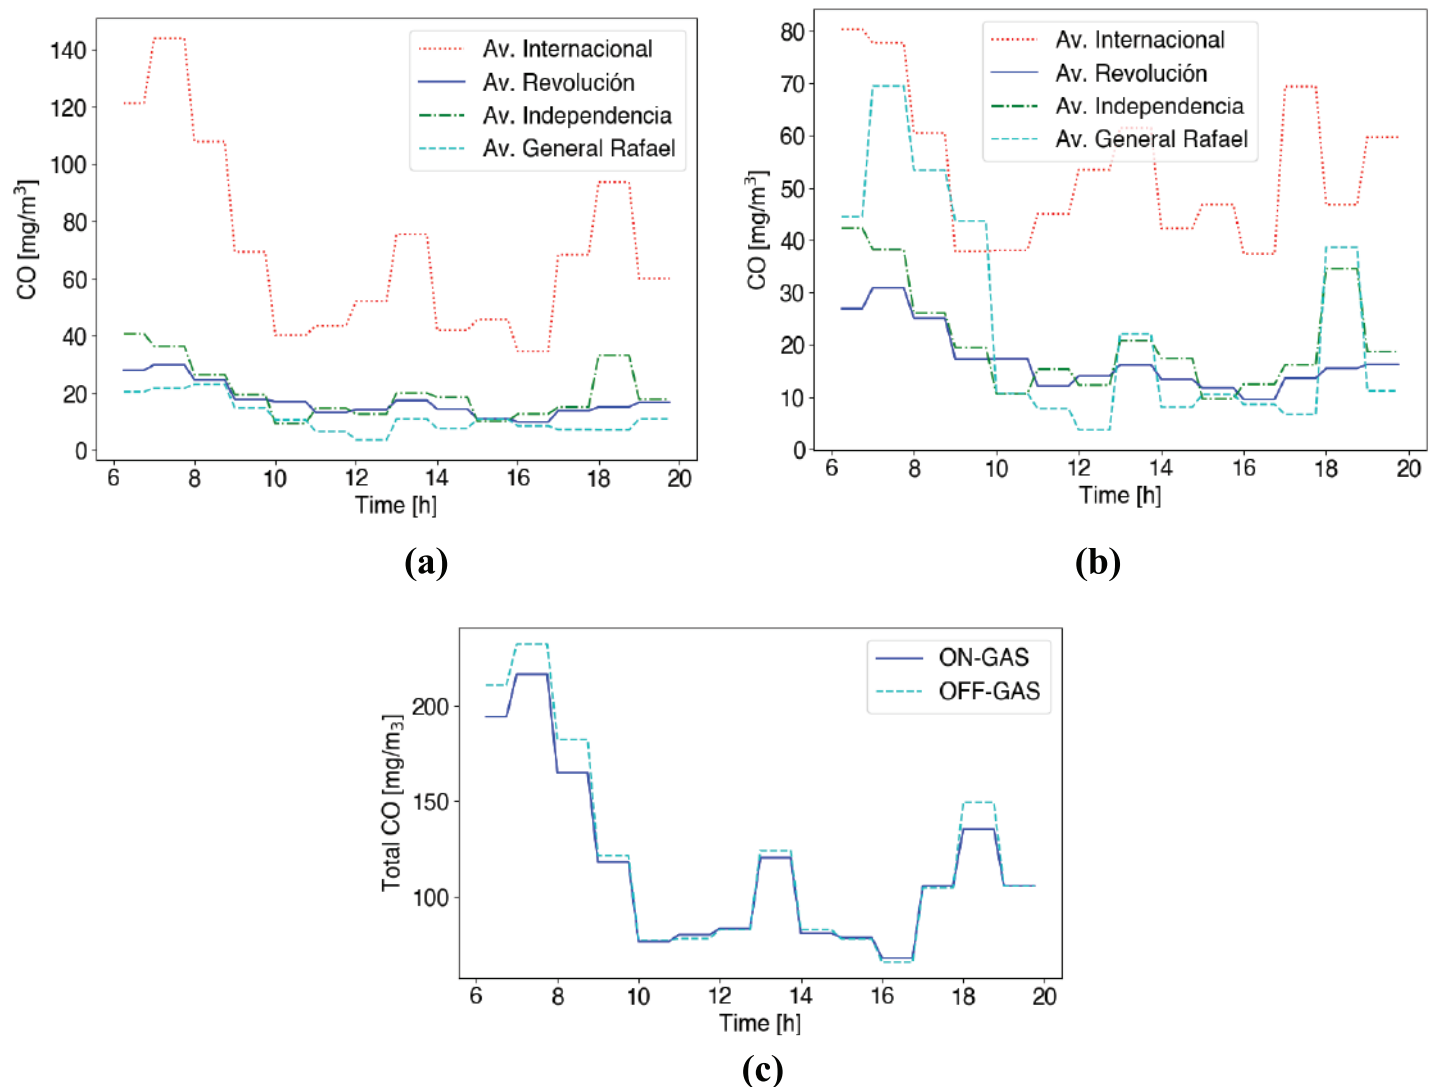 Av. Internacional
Av. Revolución
Av. Independencia
Av. General Rafael
CO [mg/m³]
140
120
100
80
60
40
20
0
6 8 10 12 14 16 18 20
Time [h]
(a)
Av. Internacional
Av. Revolución
Av. Independencia
Av. General Rafael
CO [mg/m³]
80
70
60
50
40
30
20
10
0
6 8 10 12 14 16 18 20
Time [h]
(b)
ON-GAS
OFF-GAS
Total CO [mg/m₃]
200
150
100
6 8 10 12 14 16 18 20
Time [h]
(c)